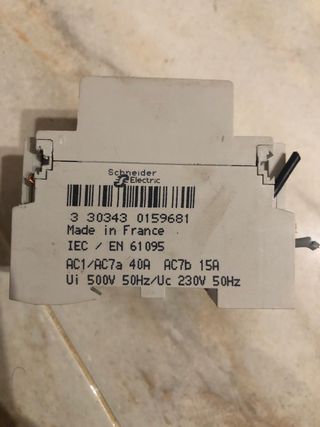 Schneider
Electric
3 30343 0159681
Made in France
IEC / EN 61095
AC1/AC7a 40A AC7b 15A
Ui 500V 50Hz/Uc 230V 50Hz